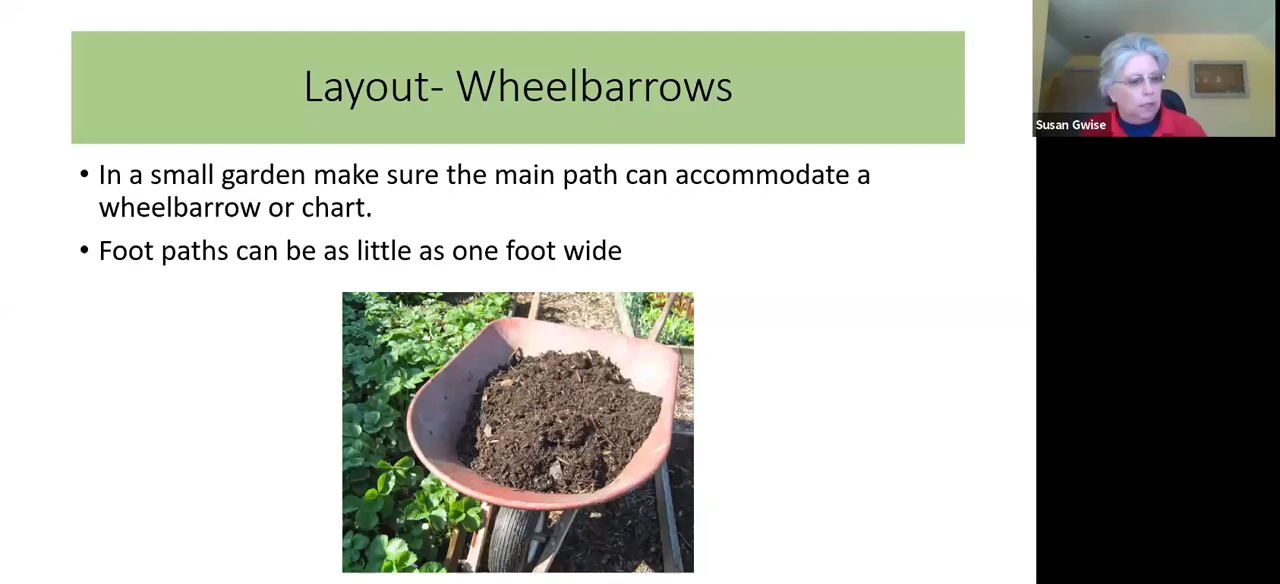 Layout- Wheelbarrows
Susan Gwise
• In a small garden make sure the main path can accommodate a
wheelbarrow or chart.
• Foot paths can be as little as one foot wide